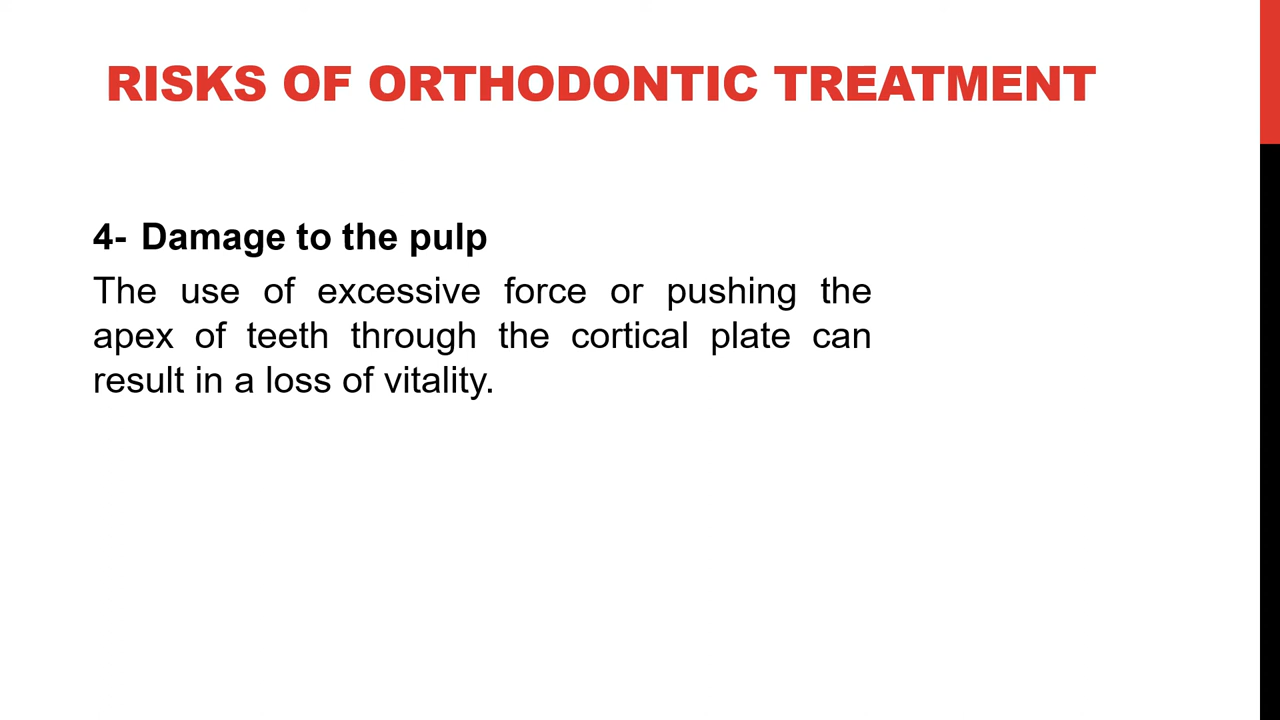 RISKS OF ORTHODONTIC TREATMENT
4- Damage to the pulp
The use of excessive force or pushing the
apex of teeth through the cortical plate can
result in a loss of vitality.